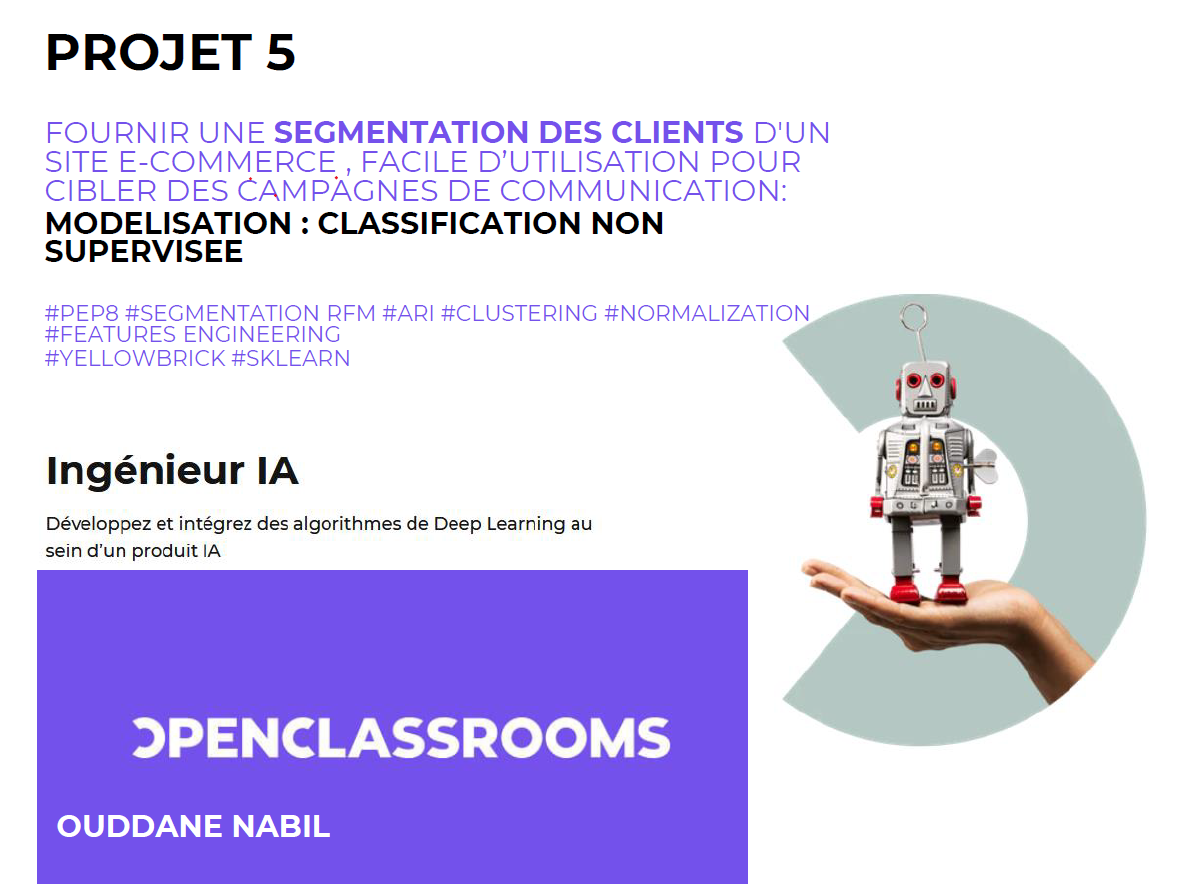 PROJET 5
FOURNIR UNE SEGMENTATION DES CLIENTS D'UN
SITE E-COMMERCE , FACILE D’UTILISATION POUR
CIBLER DES CAMPAGNES DE COMMUNICATION:
MODELISATION : CLASSIFICATION NON
SUPERVISEE
#PEP8 #SEGMENTATION RFM #ARI #CLUSTERING #NORMALIZATION
#FEATURES ENGINEERING
#YELLOWBRICK #SKLEARN
Ingénieur IA
Développez et intégrez des algorithmes de Deep Learning au
sein d’un produit IA
OPENCLASSROOMS
OUDDANE NABIL